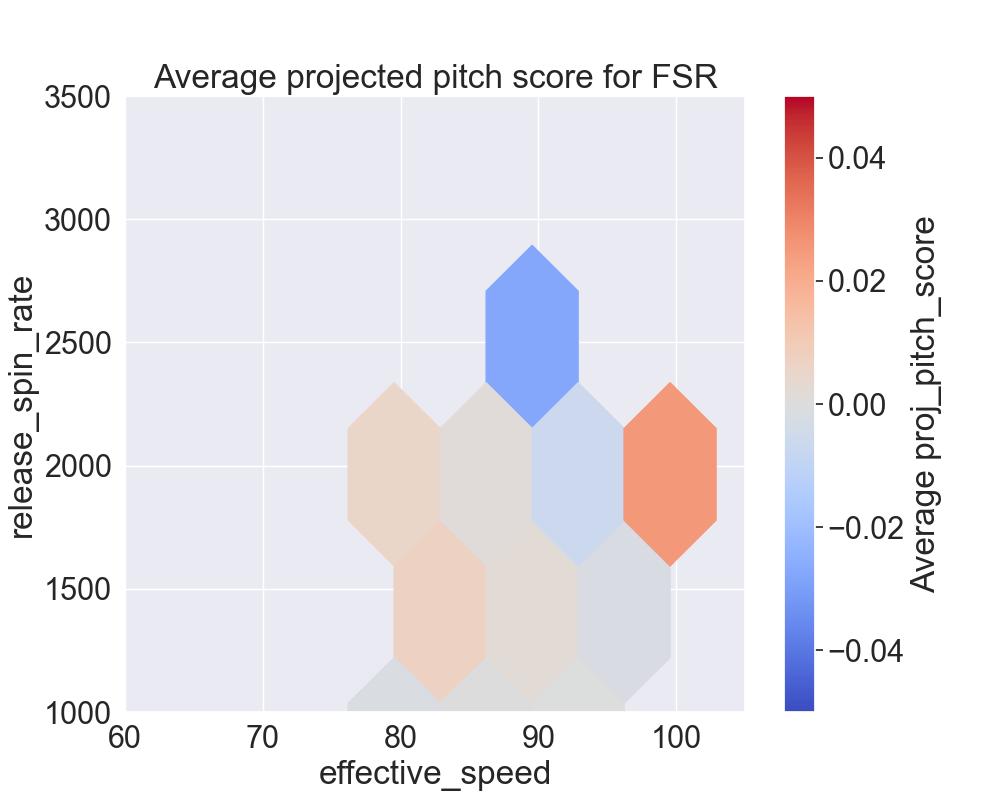 Average projected pitch score for FSR
3500
3000
2500
2000
1500
1000
release_spin_rate
60 70 80 90 100
effective_speed
0.04
0.02
0.00
−0.02
−0.04
Average proj_pitch_score